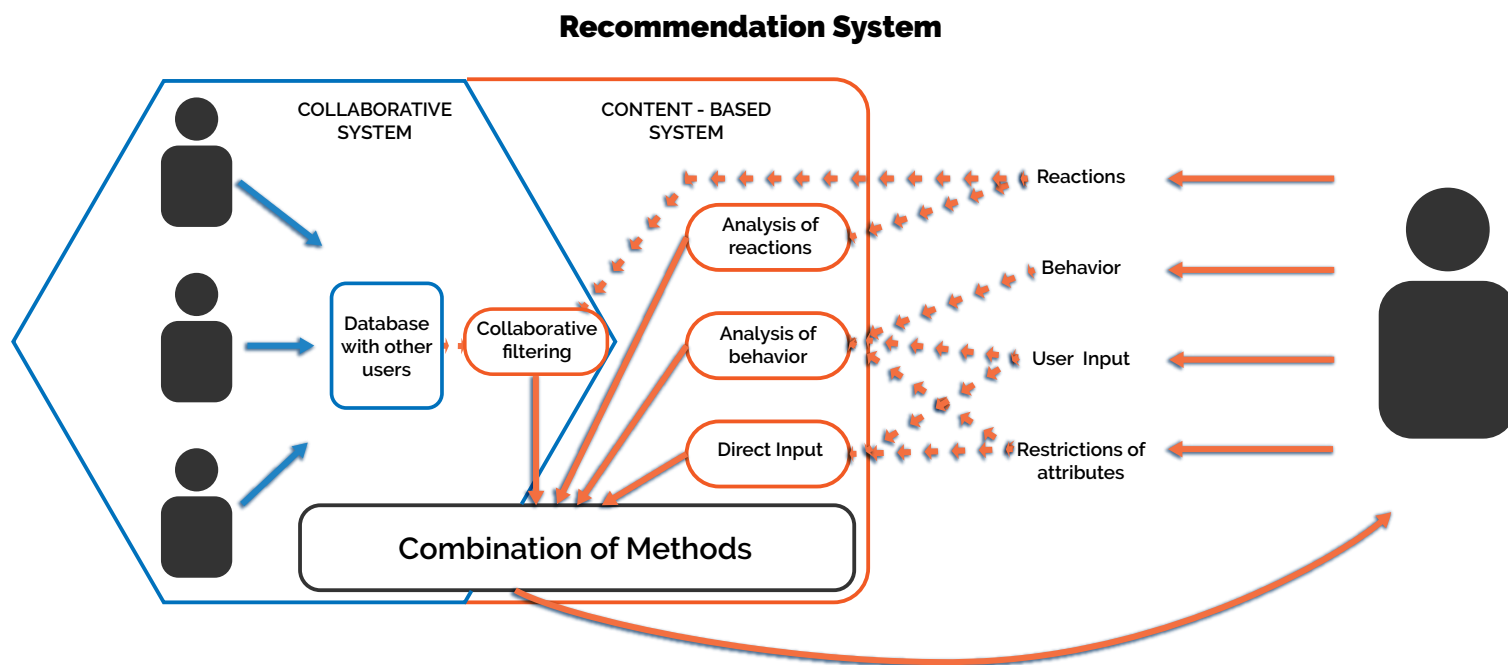 Recommendation System
COLLABORATIVE
SYSTEM
CONTENT - BASED
SYSTEM
Reactions
Analysis of
reactions
Behavior
Database
with other
users
Collaborative
filtering
Analysis of
behavior
User Input
Direct Input
Restrictions of
attributes
Combination of Methods